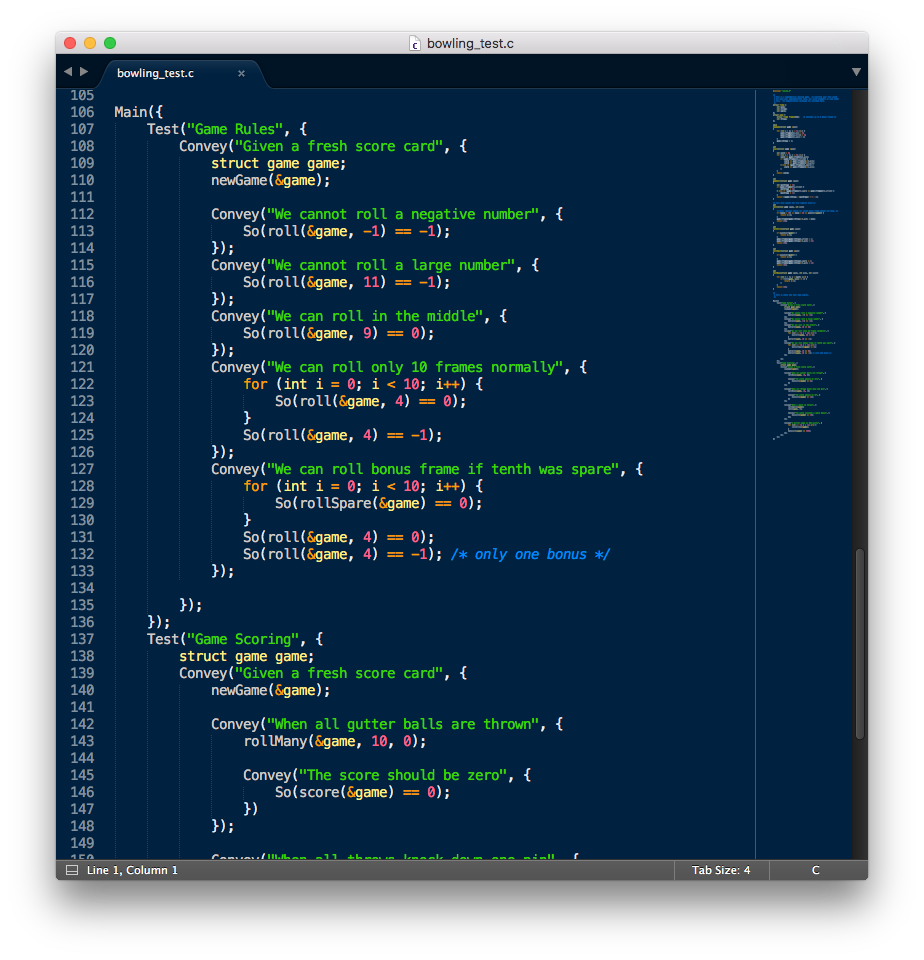 bowling_test.c
bowling_test.c ×
105
106 Main({
107     Test("Game Rules", {
108         Convey("Given a fresh score card", {
109             struct game game;
110             newGame(&game);
111
112             Convey("We cannot roll a negative number", {
113                 So(roll(&game, -1) == -1);
114             });
115             Convey("We cannot roll a large number", {
116                 So(roll(&game, 11) == -1);
117             });
118             Convey("We can roll in the middle", {
119                 So(roll(&game, 9) == 0);
120             });
121             Convey("We can roll only 10 frames normally", {
122                 for (int i = 0; i < 10; i++) {
123                     So(roll(&game, 4) == 0);
124                 }
125                 So(roll(&game, 4) == -1);
126             });
127             Convey("We can roll bonus frame if tenth was spare", {
128                 for (int i = 0; i < 10; i++) {
129                     So(rollSpare(&game) == 0);
130                 }
131                 So(roll(&game, 4) == 0);
132                 So(roll(&game, 4) == -1); /* only one bonus */
133             });
134
135         });
136     });
137     Test("Game Scoring", {
138         struct game game;
139         Convey("Given a fresh score card", {
140             newGame(&game);
141
142             Convey("When all gutter balls are thrown", {
143                 rollMany(&game, 10, 0);
144
145                 Convey("The score should be zero", {
146                     So(score(&game) == 0);
147                 })
148             });
149
150             Convey("When all throws knock down one pin", {
Line 1, Column 1
Tab Size: 4
C